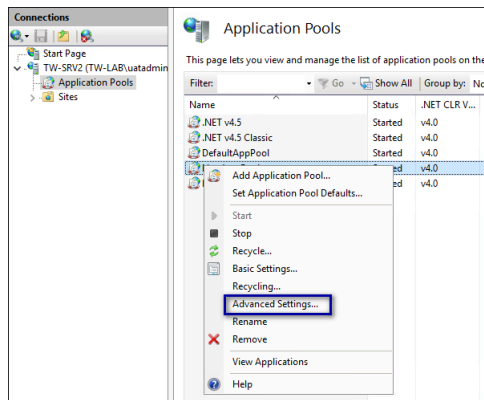 Connections
Start Page
TW-SRV2 (TW-LAB\uatadmin
Application Pools
Sites
Application Pools
This page lets you view and manage the list of application pools on the
Filter: Go Show All Group by: No
Name Status .NET CLR V...
.NET v4.5 Started v4.0
.NET v4.5 Classic Started v4.0
DefaultAppPool Started v4.0
ed v4.0
ed v4.0
Add Application Pool...
Set Application Pool Defaults...
Start
Stop
Recycle...
Basic Settings...
Recycling...
Advanced Settings...
Rename
Remove
View Applications
Help